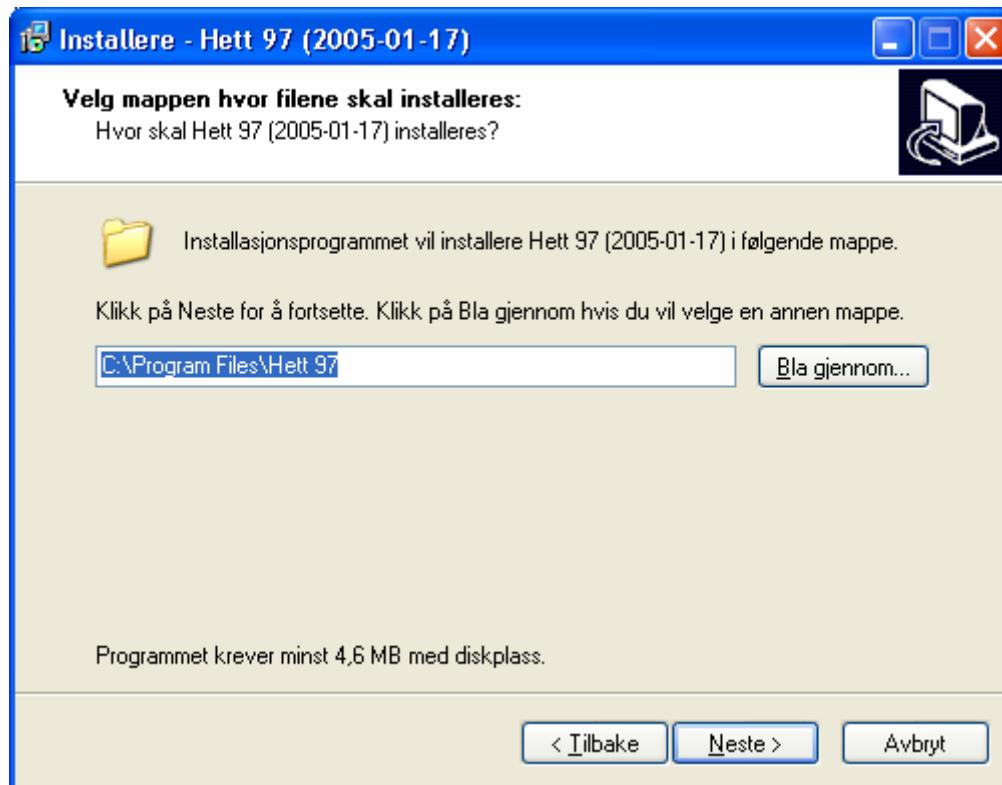 Installere - Hett 97 (2005-01-17)
Velg mappen hvor filene skal installeres:
Hvor skal Hett 97 (2005-01-17) installeres?
Installasjonsprogrammet vil installere Hett 97 (2005-01-17) i følgende mappe.
Klikk på Neste for å fortsette. Klikk på Bla gjennom hvis du vil velge en annen mappe.
C:\Program Files\Hett 97
Bla gjennom...
Programmet krever minst 4,6 MB med diskplass.
< Tilbake
Neste >
Avbryt